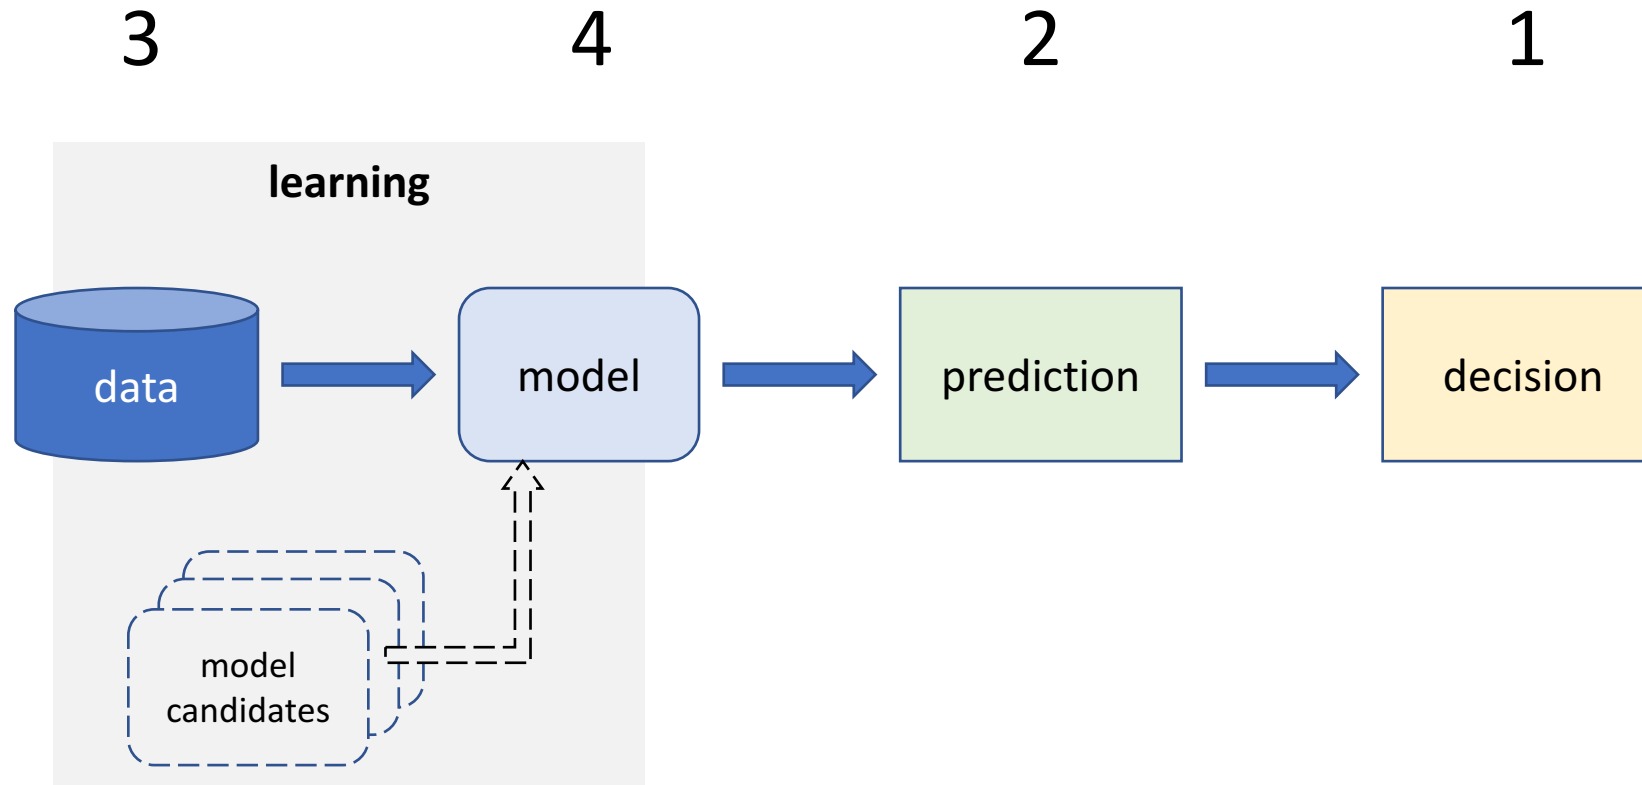 3 4 2 1
learning
data
model
prediction
decision
model
candidates